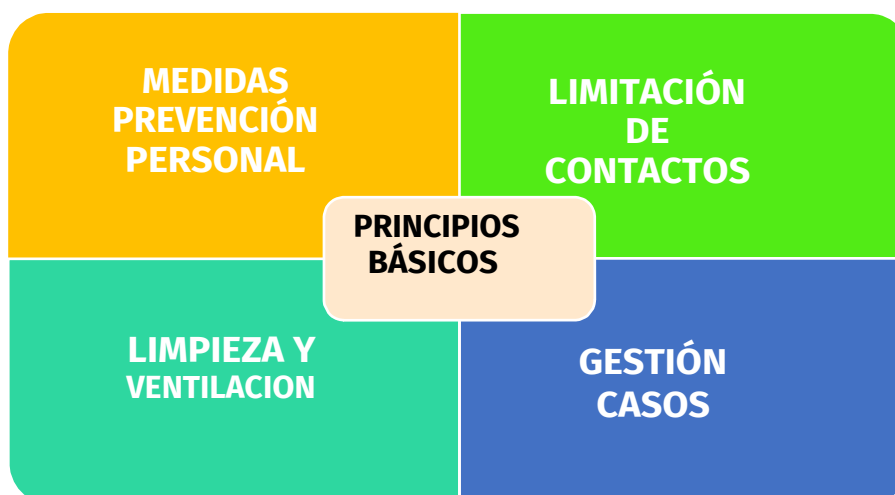 MEDIDAS
PREVENCIÓN
PERSONAL
LIMITACIÓN
DE
CONTACTOS
PRINCIPIOS
BÁSICOS
LIMPIEZA Y
VENTILACION
GESTIÓN
CASOS